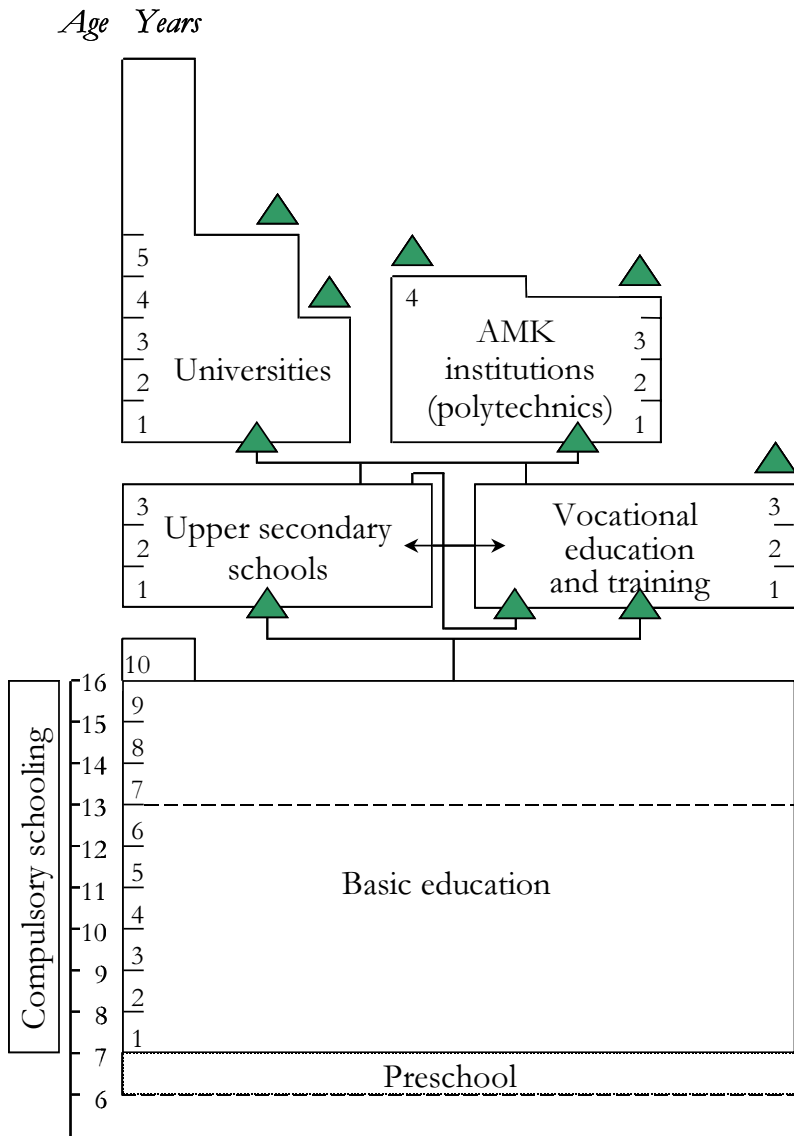 Age Years
5
4
3
2
1
Universities
4
AMK
institutions
(polytechnics)
3
2
1
3
2
1
Upper secondary
schools
Vocational
education
and training
3
2
1
10
Compulsory schooling
16
15
14
13
12
11
10
9
8
7
6
9
8
7
6
5
4
3
2
1
Basic education
Preschool